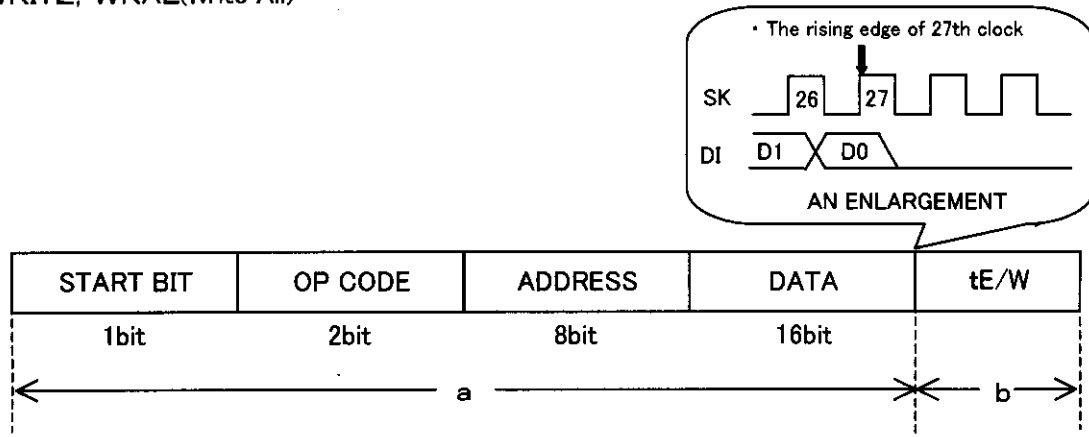 · The rising edge of 27th clock
SK 26 27
DI D1 D0
AN ENLARGEMENT
START BIT OP CODE ADDRESS DATA tE/W
1bit 2bit 8bit 16bit
a b